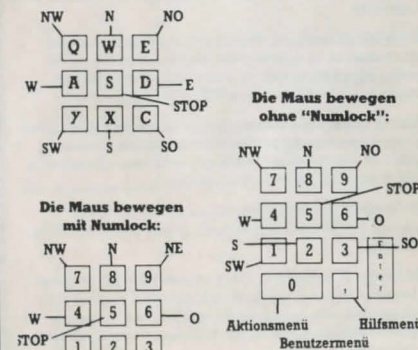 NW N NO
Q W E
W A S D E
STOP
Y X C
SW S SO
Die Maus bewegen
mit Numlock:
NW N NE
7 8 9
W 4 5 6 O
STOP 1 2 3
Die Maus bewegen
ohne "Numlock":
NW N NO
7 8 9
STOP
W 4 5 6 O
S 1 2 3 SO
SW
Enter
0 ,
Aktionsmenü Hilfsmenü
Benutzermenü